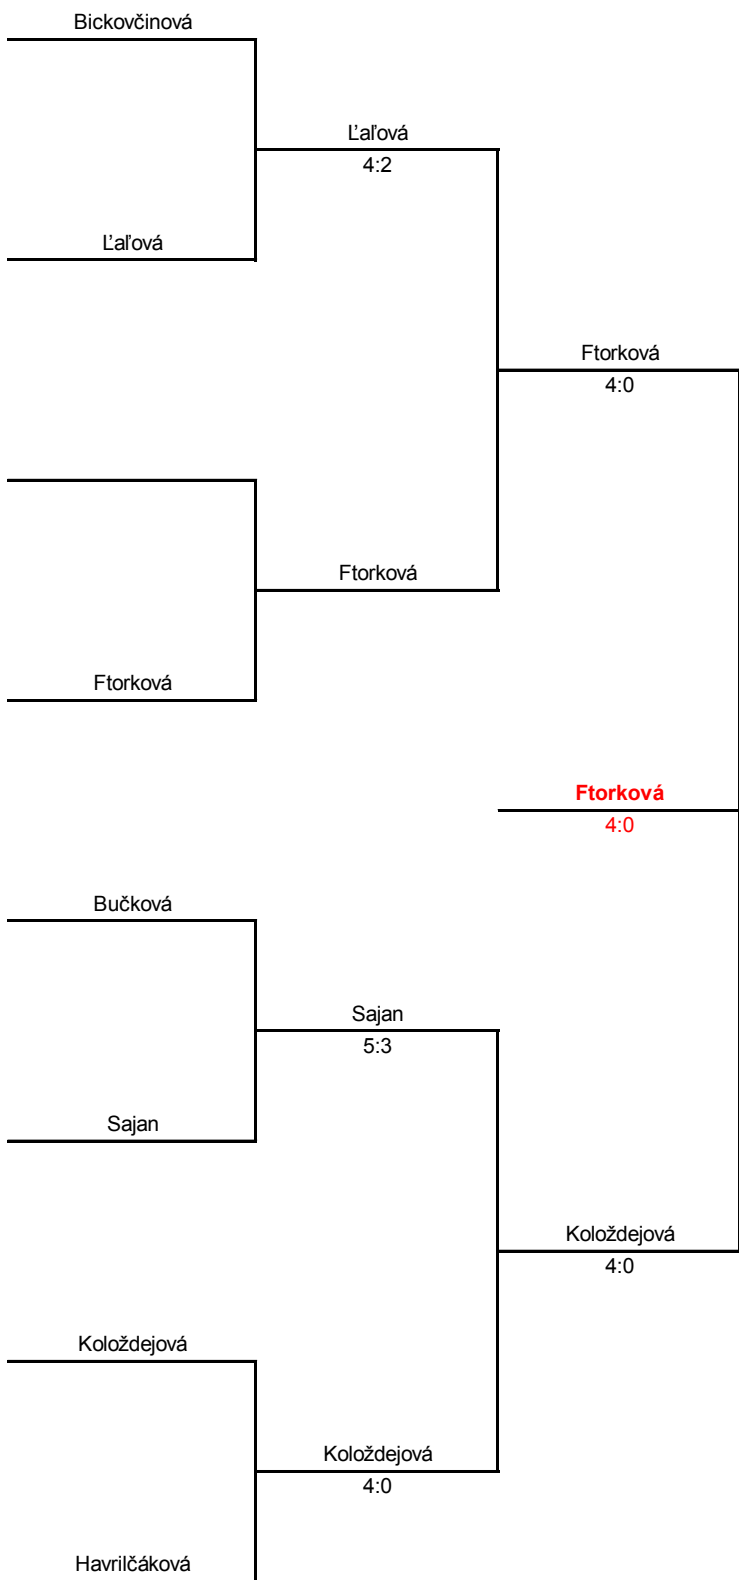 Bickovčinová
Ľaľová
4:2
Ľaľová
Ftorková
4:0
Ftorková
Ftorková
Ftorková
4:0
Bučková
Sajan
5:3
Sajan
Koloždejová
4:0
Koloždejová
Koloždejová
4:0
Havrilčáková